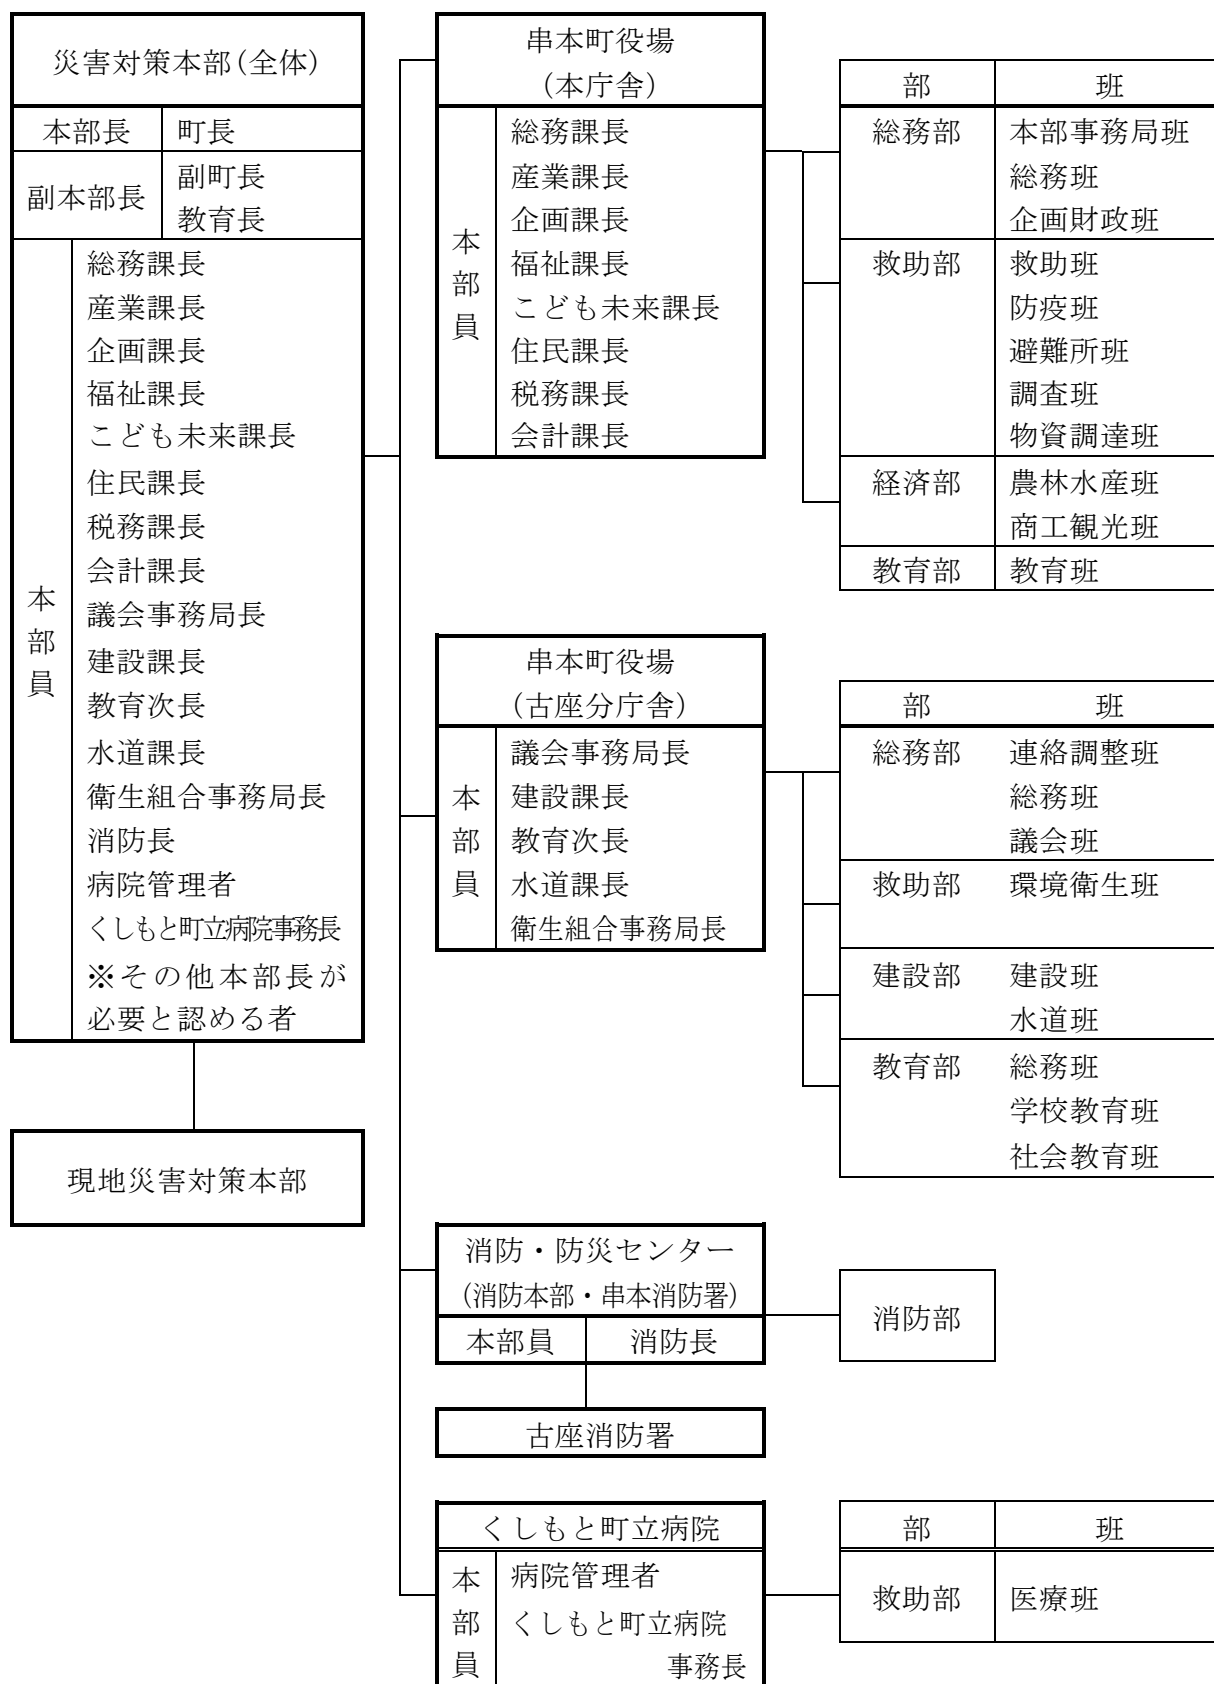 災害対策本部(全体)
本部長 町長
副本部長 副町長
教育長
本部員
総務課長
産業課長
企画課長
福祉課長
こども未来課長
住民課長
税務課長
会計課長
議会事務局長
建設課長
教育次長
水道課長
衛生組合事務局長
消防長
病院管理者
くしもと町立病院事務長
※その他本部長が
必要と認める者
現地災害対策本部
串本町役場
(本庁舎)
本部員
総務課長
産業課長
企画課長
福祉課長
こども未来課長
住民課長
税務課長
会計課長
部 班
総務部 本部事務局班
総務班
企画財政班
救助部 救助班
防疫班
避難所班
調査班
物資調達班
経済部 農林水産班
商工観光班
教育部 教育班
串本町役場
(古座分庁舎)
本部員
議会事務局長
建設課長
教育次長
水道課長
衛生組合事務局長
部 班
総務部 連絡調整班
総務班
議会班
救助部 環境衛生班
建設部 建設班
水道班
教育部 総務班
学校教育班
社会教育班
消防・防災センター
(消防本部・串本消防署)
本部員 消防長
消防部
古座消防署
くしもと町立病院
本部員
病院管理者
くしもと町立病院
事務長
部 班
救助部 医療班